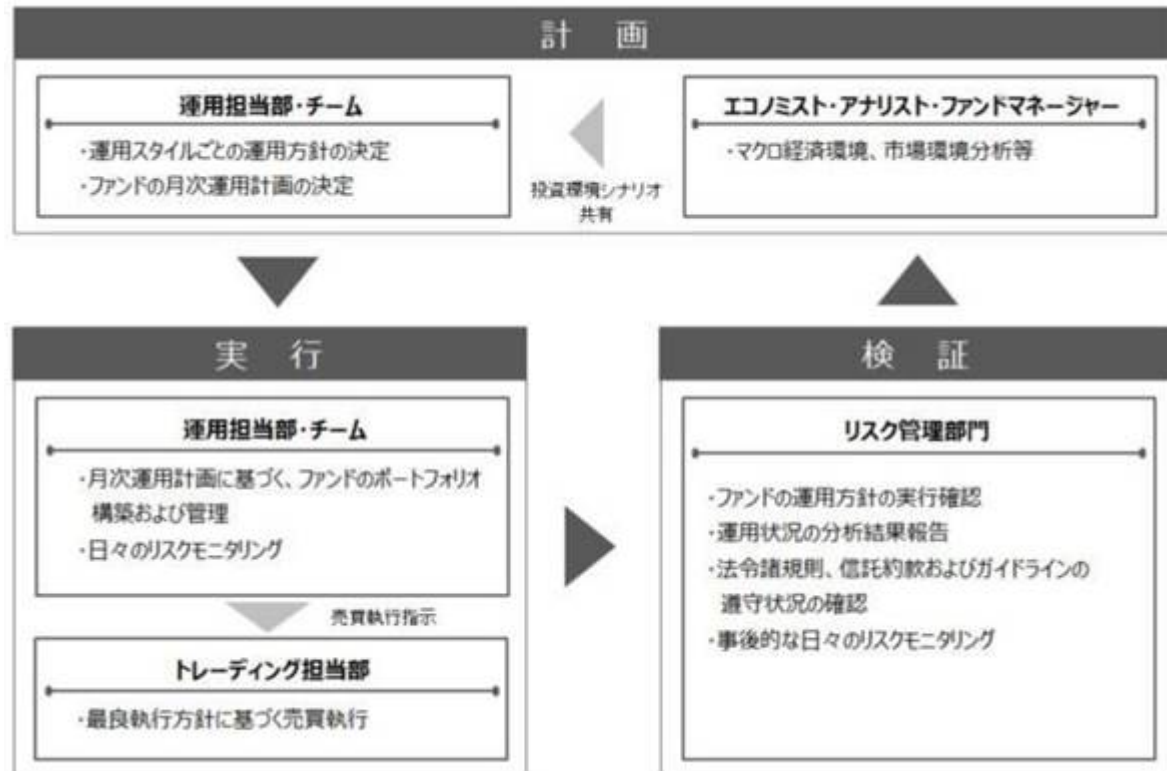 計　画
運用担当部・チーム
・運用スタイルごとの運用方針の決定
・ファンドの月次運用計画の決定
投資環境シナリオ
共有
エコノミスト・アナリスト・ファンドマネージャー
・マクロ経済環境、市場環境分析等
実　行
運用担当部・チーム
・月次運用計画に基づく、ファンドのポートフォリオ
構築および管理
・日々のリスクモニタリング
売買執行指示
トレーディング担当部
・最良執行方針に基づく売買執行
検　証
リスク管理部門
・ファンドの運用方針の実行確認
・運用状況の分析結果報告
・法令諸規則、信託約款およびガイドラインの
遵守状況の確認
・事後的な日々のリスクモニタリング